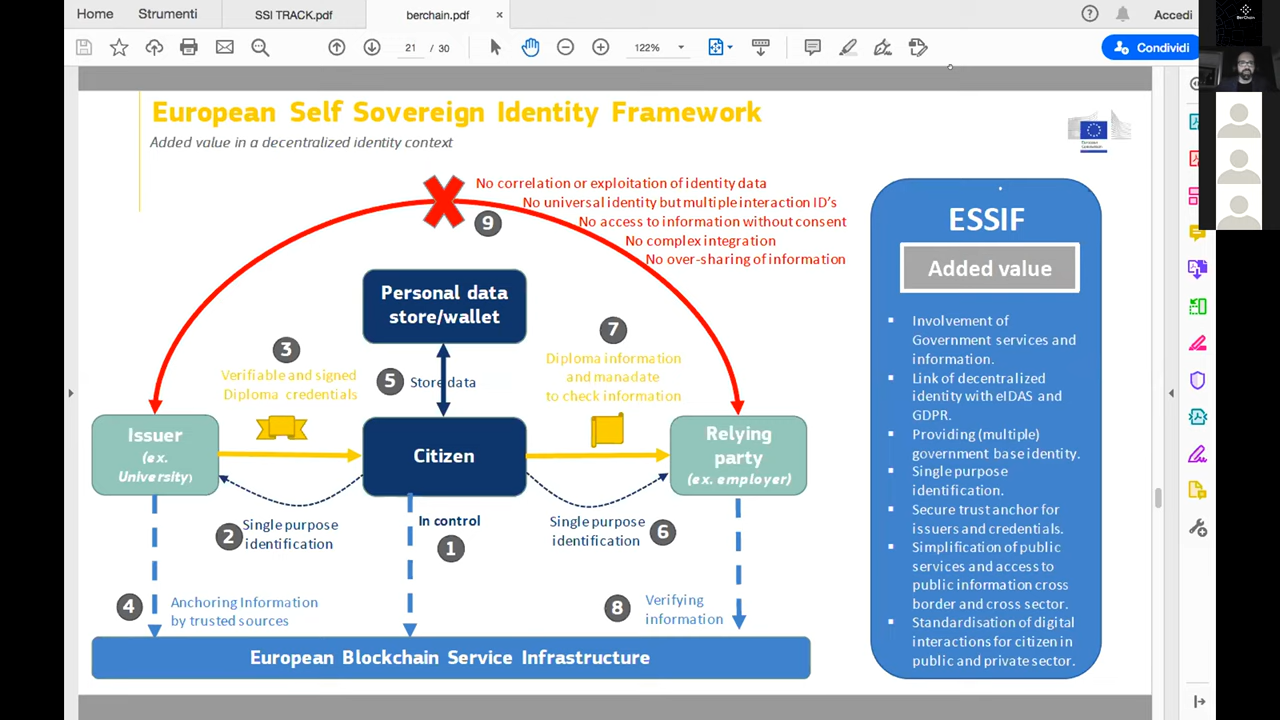 Home
Strumenti
SSI TRACK.pdf
berchain.pdf
×
Accedi
21 / 30
122%
Condividi
European Self Sovereign Identity Framework
Added value in a decentralized identity context
No correlation or exploitation of identity data
No universal identity but multiple interaction ID's
No access to information without consent
No complex integration
No over-sharing of information
9
Personal data
store/wallet
3
Verifiable and signed
Diploma credentials
5
Store data
7
Diploma information
and manadate
to check information
Issuer
(ex.
University)
Citizen
Relying
party
(ex. employer)
2
Single purpose
identification
In control
1
Single purpose
identification
6
4
Anchoring Information
by trusted sources
8
Verifying
information
European Blockchain Service Infrastructure
ESSIF
Added value
Involvement of
Government services and
information.
Link of decentralized
identity with eIDAS and
GDPR.
Providing (multiple)
government base identity.
Single purpose
identification.
Secure trust anchor for
issuers and credentials.
Simplification of public
services and access to
public information cross
border and cross sector.
Standardisation of digital
interactions for citizen in
public and private sector.
BerChain